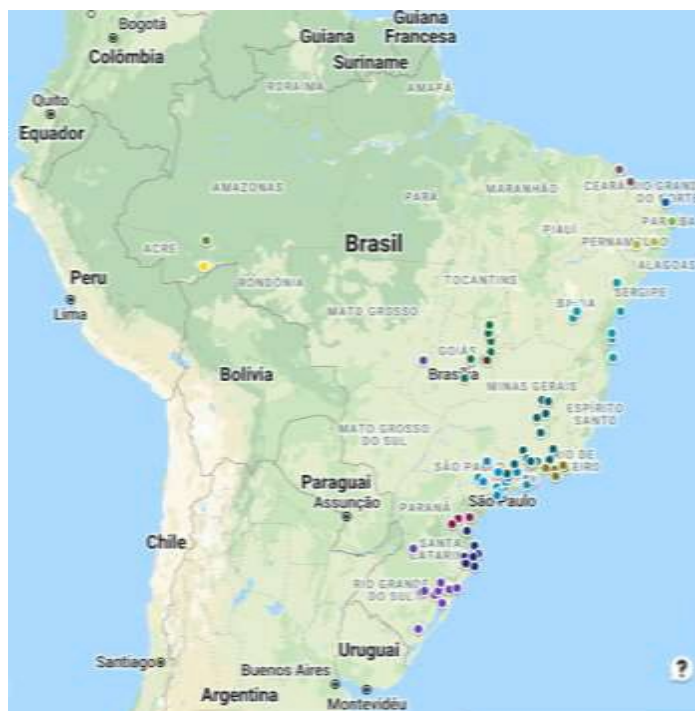 Bogotá
Colômbia
Guiana
Guiana
Francesa
Suriname
RORAIMA
AMAPÁ
Quito
Equador
AMAZONAS
PARÁ
MARANHÃO
CEARÁ
RIO GRANDE
DO NORTE
PARAÍBA
PIAUÍ
PERNAMBUCO
ALAGOAS
SERGIPE
ACRE
Brasil
RONDÔNIA
TOCANTINS
BAHIA
Peru
Lima
MATO GROSSO
GOIÁS
Brasília
Bolívia
MINAS GERAIS
ESPÍRITO
SANTO
MATO GROSSO
DO SUL
SÃO PAULO
RIO DE
JANEIRO
São Paulo
Paraguai
Assunção
PARANÁ
Chile
SANTA
CATARINA
RIO GRANDE
DO SUL
Uruguai
Santiago
Buenos Aires
Argentina
Montevidéu
?